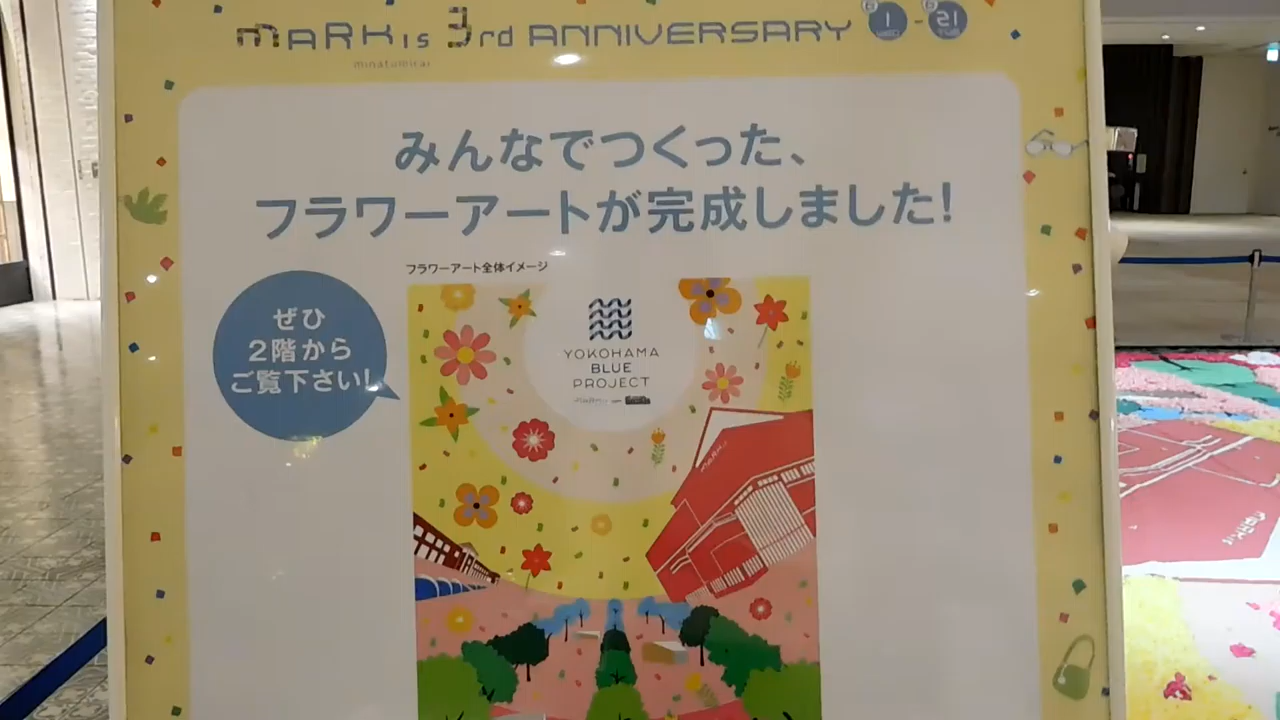 MARK IS 3rd ANNIVERSARY
minatomirai
みんなでつくった、
フラワーアートが完成しました!
フラワーアート全体イメージ
ぜひ
2階から
ご覧下さい!
YOKOHAMA
BLUE
PROJECT